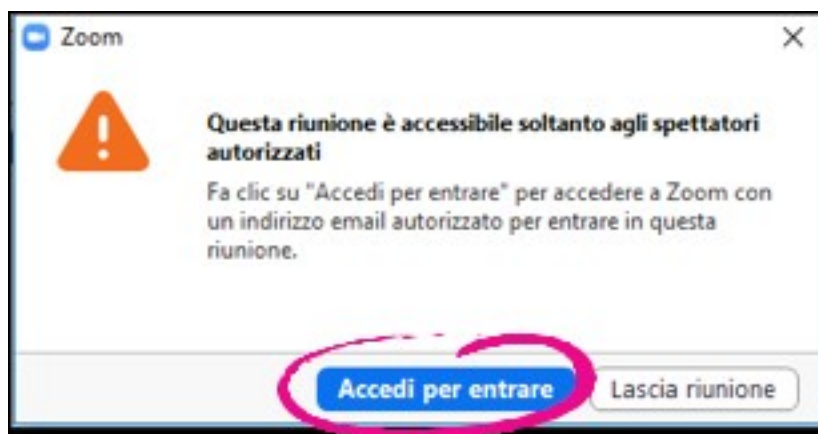 Zoom
Questa riunione è accessibile soltanto agli spettatori
autorizzati
Fa clic su "Accedi per entrare" per accedere a Zoom con
un indirizzo email autorizzato per entrare in questa
riunione.
Accedi per entrare
Lascia riunione